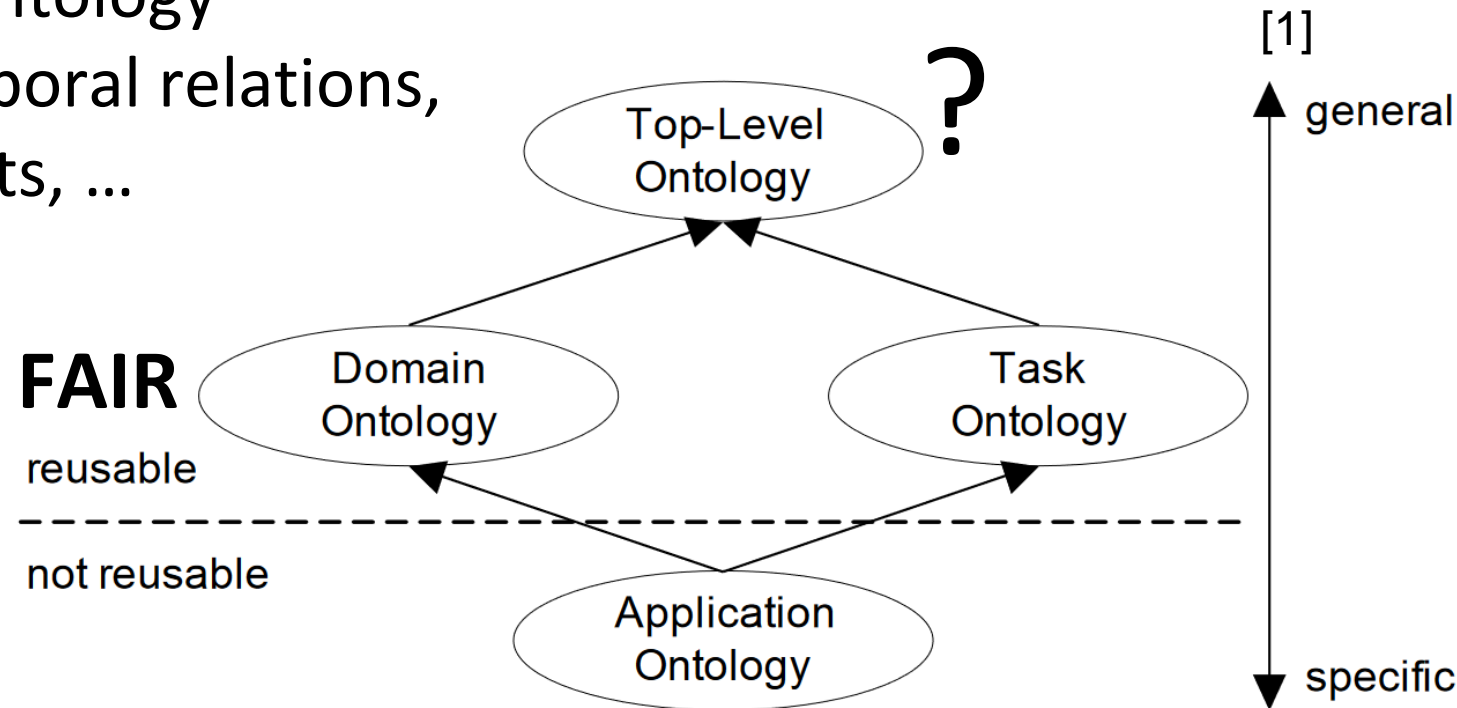 ntology
poral relations,
ts, ...
?
[1]
general
Top-Level
Ontology
FAIR
Domain
Ontology
Task
Ontology
reusable
not reusable
Application
Ontology
specific